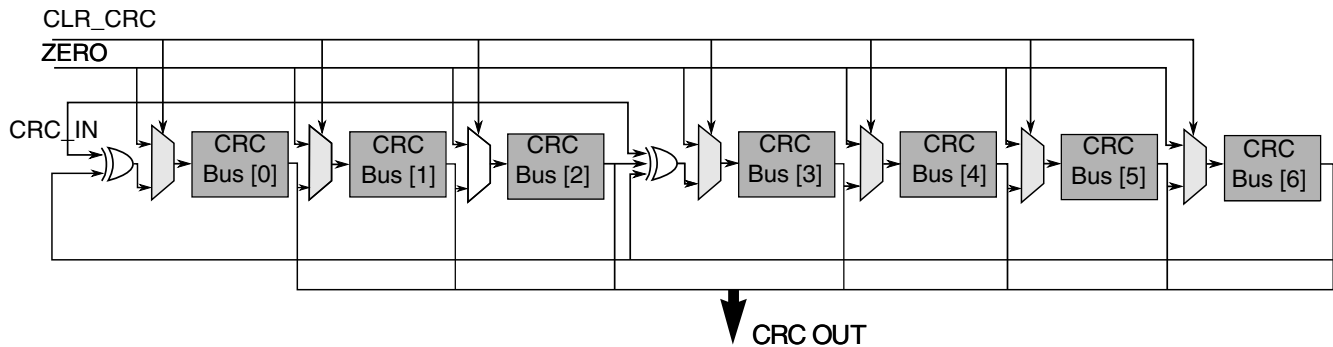 CLR_CRC
ZERO
CRC_IN
CRC
Bus [0]
CRC
Bus [1]
CRC
Bus [2]
CRC
Bus [3]
CRC
Bus [4]
CRC
Bus [5]
CRC
Bus [6]
CRC OUT